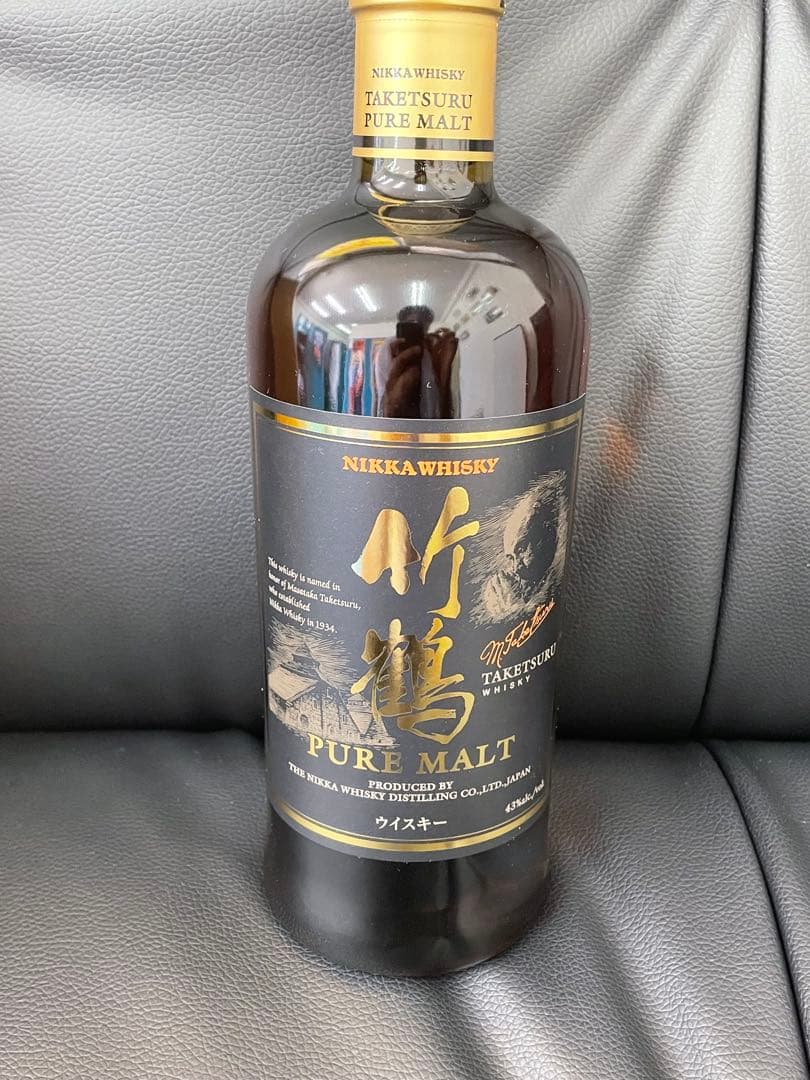 NIKKA WHISKY
TAKETSURU
PURE MALT
NIKKA WHISKY
竹鶴
This whisky is named in
honor of Masataka Taketsuru,
who established
Nikka Whisky in 1934.
M. Taketsuru
TAKETSURU
WHISKY
PURE MALT
PRODUCED BY
THE NIKKA WHISKY DISTILLING CO.,LTD.,JAPAN
43%alc./vol.
ウイスキー